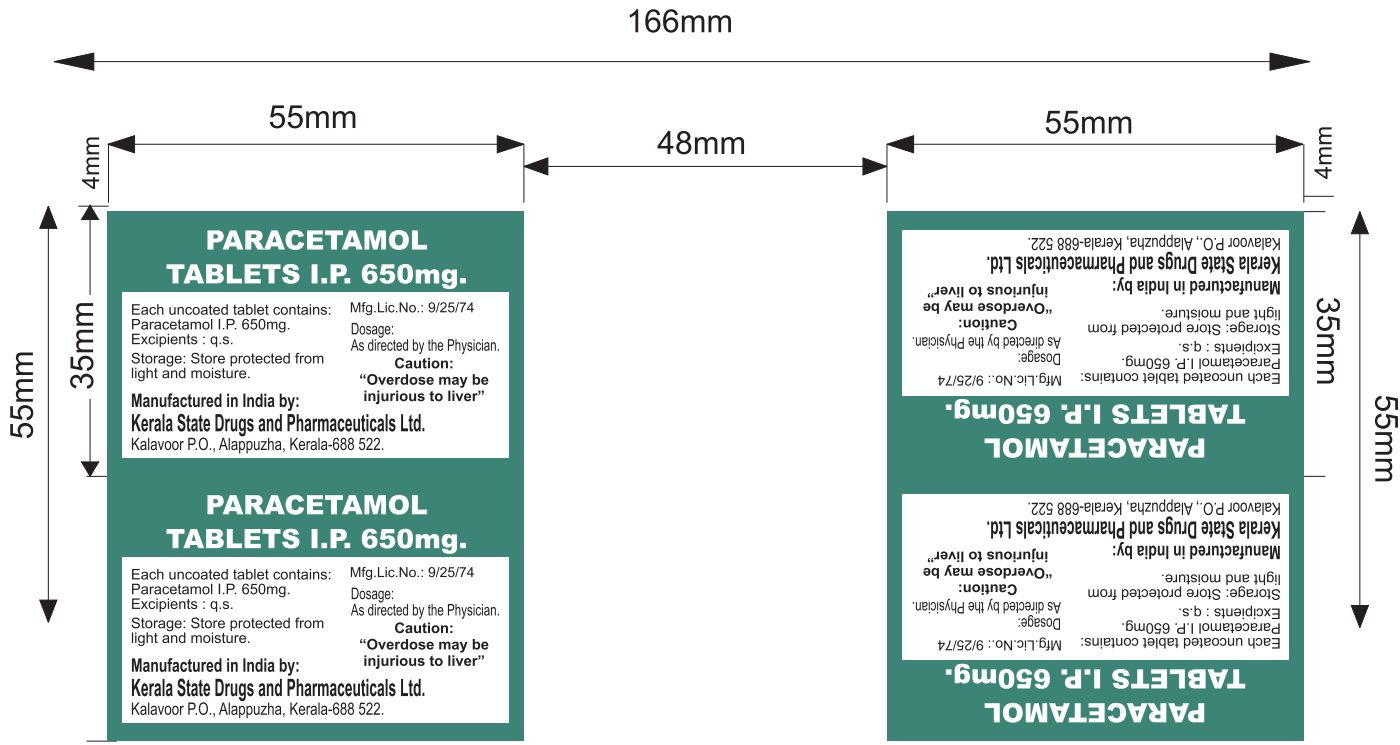 166mm
55mm
48mm
55mm
4mm
4mm
55mm
35mm
PARACETAMOL
TABLETS I.P. 650mg.
Each uncoated tablet contains:
Paracetamol I.P. 650mg.
Excipients : q.s.
Storage: Store protected from
light and moisture.
Mfg.Lic.No.: 9/25/74
Dosage:
As directed by the Physician.
Caution:
“Overdose may be
injurious to liver”
Manufactured in India by:
Kerala State Drugs and Pharmaceuticals Ltd.
Kalavoor P.O., Alappuzha, Kerala-688 522.
PARACETAMOL
TABLETS I.P. 650mg.
Each uncoated tablet contains:
Paracetamol I.P. 650mg.
Excipients : q.s.
Storage: Store protected from
light and moisture.
Mfg.Lic.No.: 9/25/74
Dosage:
As directed by the Physician.
Caution:
“Overdose may be
injurious to liver”
Manufactured in India by:
Kerala State Drugs and Pharmaceuticals Ltd.
Kalavoor P.O., Alappuzha, Kerala-688 522.
PARACETAMOL
TABLETS I.P. 650mg.
Each uncoated tablet contains:
Paracetamol I.P. 650mg.
Excipients : q.s.
Storage: Store protected from
light and moisture.
Mfg.Lic.No.: 9/25/74
Dosage:
As directed by the Physician.
Caution:
“Overdose may be
injurious to liver”
Manufactured in India by:
Kerala State Drugs and Pharmaceuticals Ltd.
Kalavoor P.O., Alappuzha, Kerala-688 522.
PARACETAMOL
TABLETS I.P. 650mg.
Each uncoated tablet contains:
Paracetamol I.P. 650mg.
Excipients : q.s.
Storage: Store protected from
light and moisture.
Mfg.Lic.No.: 9/25/74
Dosage:
As directed by the Physician.
Caution:
“Overdose may be
injurious to liver”
Manufactured in India by:
Kerala State Drugs and Pharmaceuticals Ltd.
Kalavoor P.O., Alappuzha, Kerala-688 522.
35mm
55mm